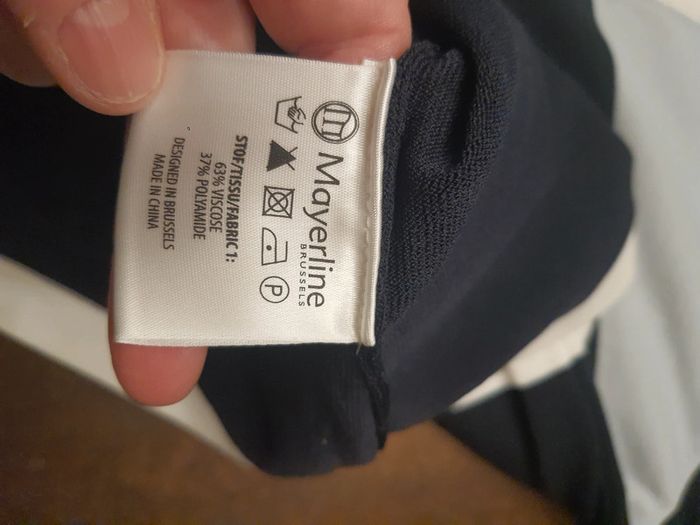 Mayerline
BRUSSELS
P
STOF/TISSU/FABRIC 1:
63% VISCOSE
37% POLYAMIDE
DESIGNED IN BRUSSELS
MADE IN CHINA